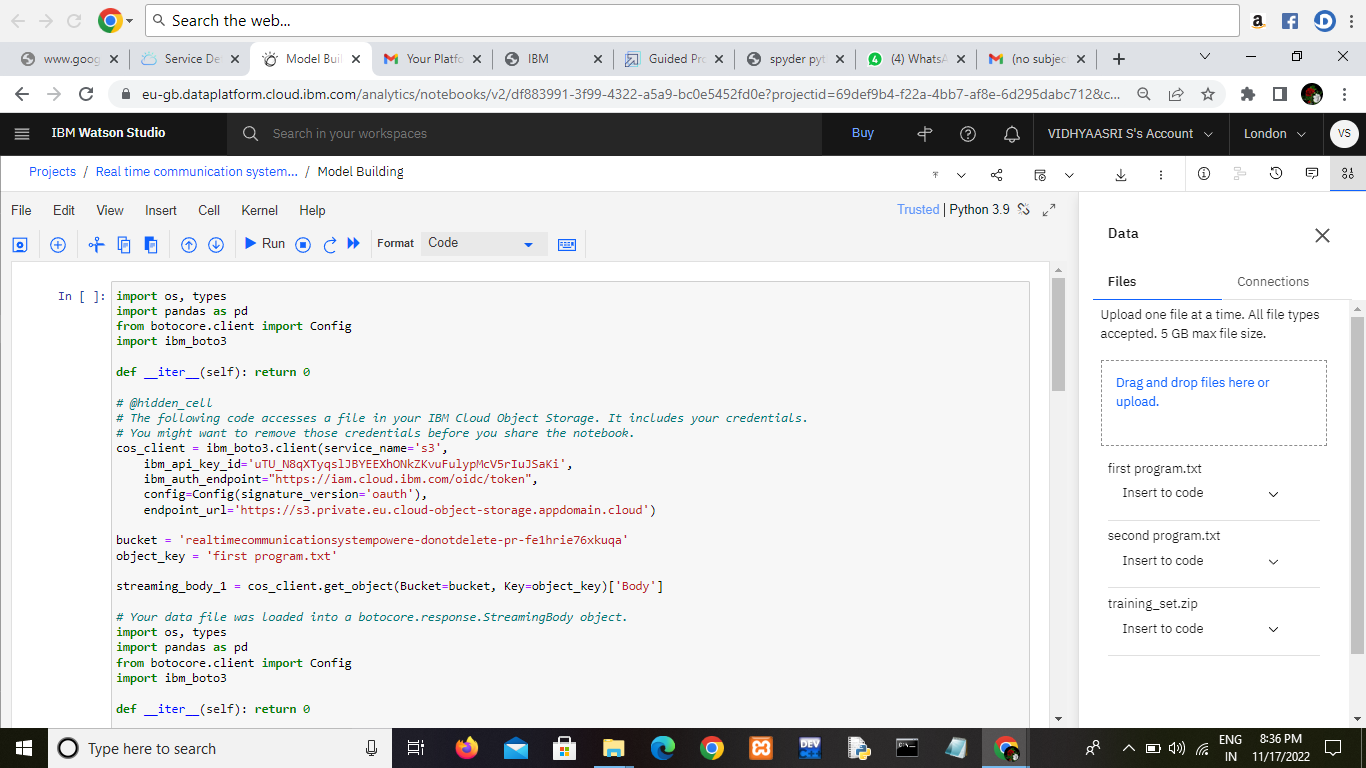 Search the web...
www.goog
Service De
Model Buil
Your Platfo
IBM
Guided Pro
spyder pyt
(4) WhatsA
(no subjec
eu-gb.dataplatform.cloud.ibm.com/analytics/notebooks/v2/df883991-3f99-4322-a5a9-bc0e5452fd0e?projectid=69def9b4-f22a-4bb7-af8e-6d295dabc712&c...
IBM Watson Studio
Search in your workspaces
Buy
VIDHYAASRI S's Account
London
VS
Projects / Real time communication system... / Model Building
File Edit View Insert Cell Kernel Help
Trusted | Python 3.9
Run
Format
Code
In [ ]:
import os, types
import pandas as pd
from botocore.client import Config
import ibm_boto3
def __iter__(self): return 0
# @hidden_cell
# The following code accesses a file in your IBM Cloud Object Storage. It includes your credentials.
# You might want to remove those credentials before you share the notebook.
cos_client = ibm_boto3.client(service_name='s3',
ibm_api_key_id='uTU_N8qXTyqslJBYEEXhONkZKvuFulypMcV5rIuJSaKi',
ibm_auth_endpoint="https://iam.cloud.ibm.com/oidc/token",
config=Config(signature_version='oauth'),
endpoint_url='https://s3.private.eu.cloud-object-storage.appdomain.cloud')
bucket = 'realtimecommunicationsystempowere-donotdelete-pr-fe1hrie76xkuqa'
object_key = 'first program.txt'
streaming_body_1 = cos_client.get_object(Bucket=bucket, Key=object_key)['Body']
# Your data file was loaded into a botocore.response.StreamingBody object.
import os, types
import pandas as pd
from botocore.client import Config
import ibm_boto3
def __iter__(self): return 0
Data
Files
Connections
Upload one file at a time. All file types
accepted. 5 GB max file size.
Drag and drop files here or
upload.
first program.txt
Insert to code
second program.txt
Insert to code
training_set.zip
Insert to code
Type here to search
DEV
ENG
IN
8:36 PM
11/17/2022